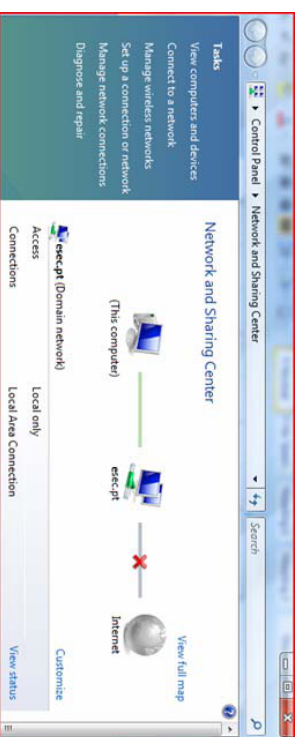 Control Panel ▸ Network and Sharing Center
Search
Tasks
View computers and devices
Connect to a network
Manage wireless networks
Set up a connection or network
Manage network connections
Diagnose and repair
Network and Sharing Center
View full map
(This computer)
esec.pt
Internet
esec.pt (Domain network)
Customize
Access
Local only
Connections
Local Area Connection
View status